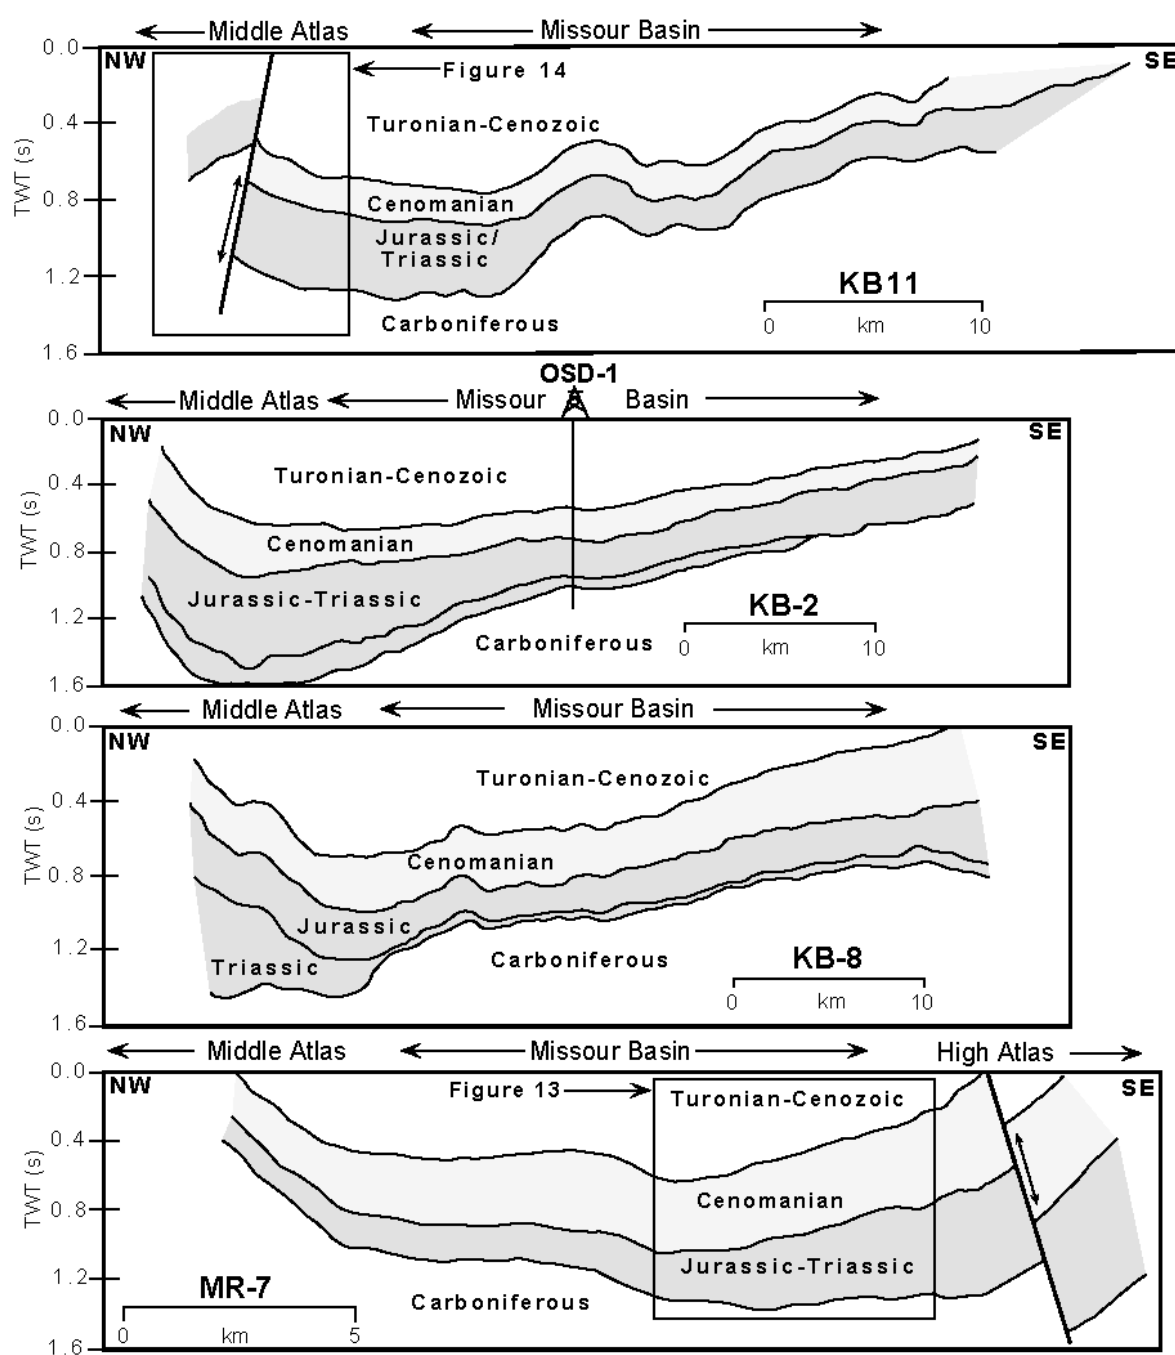 Middle Atlas Missour Basin
0.0 NW SE
Figure 14
0.4 Turonian-Cenozoic
TWT (s)
0.8 Cenomanian
Jurassic/
Triassic
1.2 KB11
Carboniferous 0 km 10
1.6
OSD-1
Middle Atlas Missour Basin
0.0 NW SE
0.4 Turonian-Cenozoic
TWT (s)
0.8 Cenomanian
Jurassic-Triassic KB-2
1.2 Carboniferous 0 km 10
1.6
Middle Atlas Missour Basin
0.0 NW SE
Turonian-Cenozoic
0.4
TWT (s)
0.8 Cenomanian
Jurassic
1.2 Triassic Carboniferous KB-8
0 km 10
1.6
Middle Atlas Missour Basin High Atlas
0.0 NW SE
Figure 13 Turonian-Cenozoic
0.4
TWT (s)
0.8 Cenomanian
1.2 Jurassic-Triassic
MR-7 Carboniferous
0 km 5
1.6